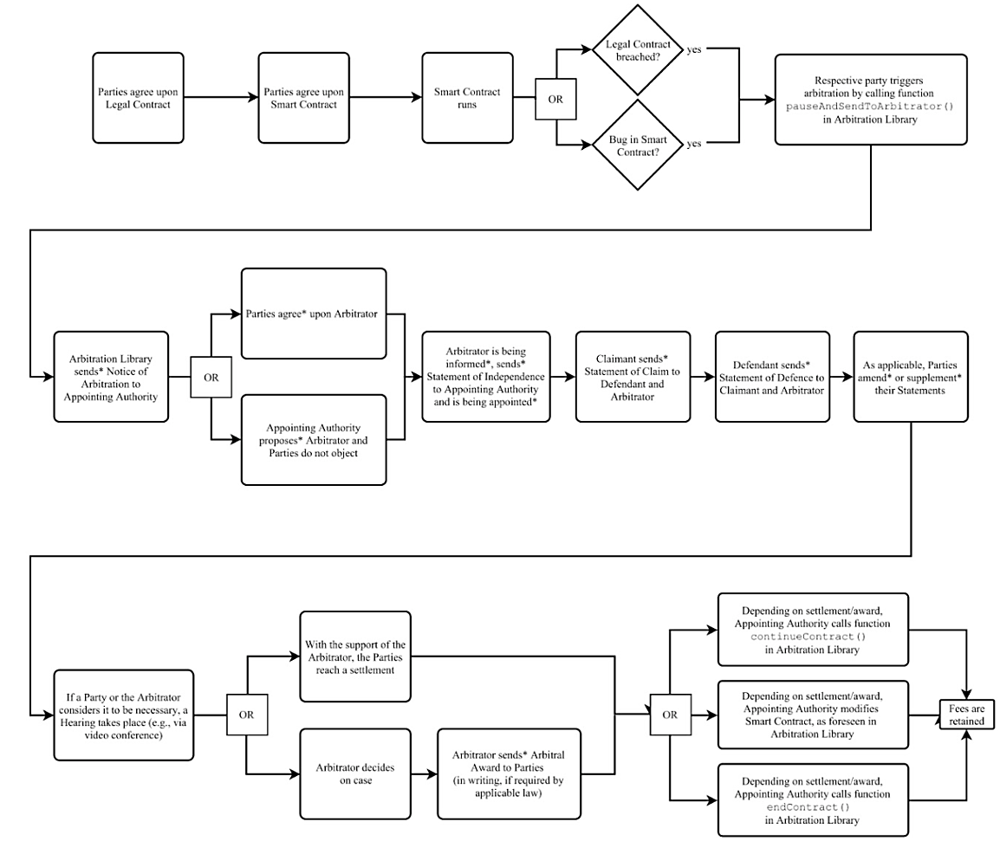 Parties agree upon
Legal Contract
Parties agree upon
Smart Contract
Smart Contract
runs
OR
Legal Contract
breached?
yes
Bug in Smart
Contract?
yes
Respective party triggers
arbitration by calling function
pauseAndSendToArbitrator()
in Arbitration Library
Arbitration Library
sends* Notice of
Arbitration to
Appointing Authority
OR
Parties agree* upon Arbitrator
Appointing Authority
proposes* Arbitrator and
Parties do not object
Arbitrator is being
informed*, sends*
Statement of Independence
to Appointing Authority
and is being appointed*
Claimant sends*
Statement of Claim to
Defendant and
Arbitrator
Defendant sends*
Statement of Defence to
Claimant and Arbitrator
As applicable, Parties
amend* or supplement*
their Statements
If a Party or the Arbitrator
considers it to be necessary, a
Hearing takes place (e.g., via
video conference)
OR
With the support of the
Arbitrator, the Parties
reach a settlement
Arbitrator decides
on case
Arbitrator sends* Arbitral
Award to Parties
(in writing, if required by
applicable law)
OR
Depending on settlement/award,
Appointing Authority calls function
continueContract()
in Arbitration Library
Depending on settlement/award,
Appointing Authority modifies
Smart Contract, as foreseen in
Arbitration Library
Depending on settlement/award,
Appointing Authority calls function
endContract()
in Arbitration Library
Fees are
retained